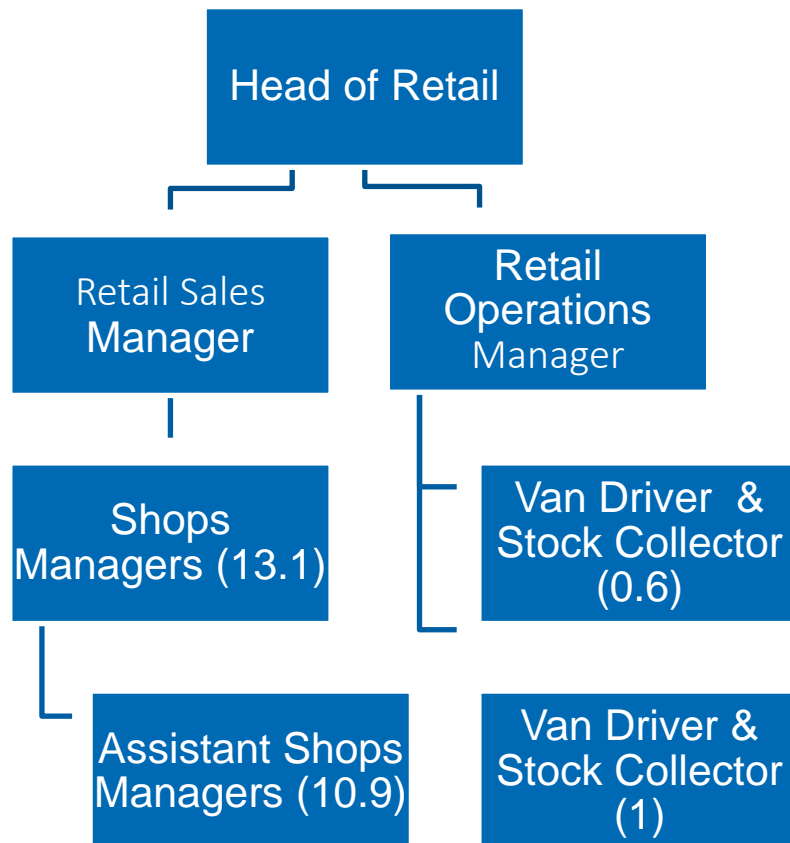 Head of Retail
Retail Sales
Manager
Retail
Operations
Manager
Shops
Managers (13.1)
Van Driver &
Stock Collector
(0.6)
Assistant Shops
Managers (10.9)
Van Driver &
Stock Collector
(1)